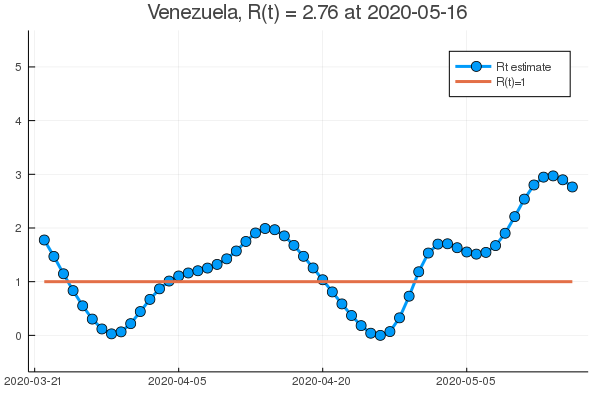 Venezuela, R(t) = 2.76 at 2020-05-16
5
4
3
2
1
0
Rt estimate
R(t)=1
2020-03-21 2020-04-05 2020-04-20 2020-05-05